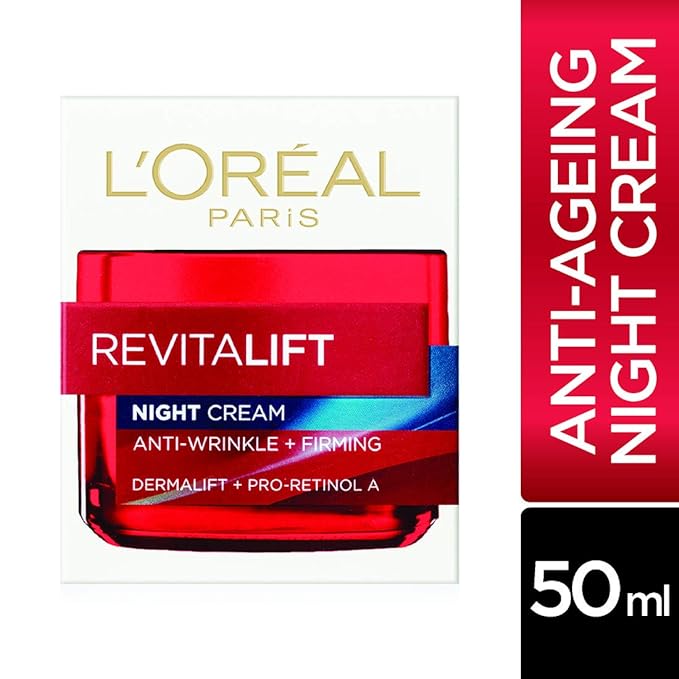 L'ORÉAL
PARiS
REVITALIFT
NIGHT CREAM
ANTI-WRINKLE + FIRMING
DERMALIFT + PRO-RETINOL A
ANTI-AGEING
NIGHT CREAM
50 ml